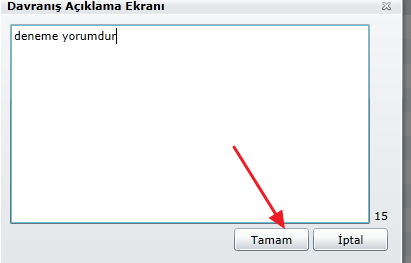 Davranış Açıklama Ekranı
deneme yorumdur
15
Tamam
İptal